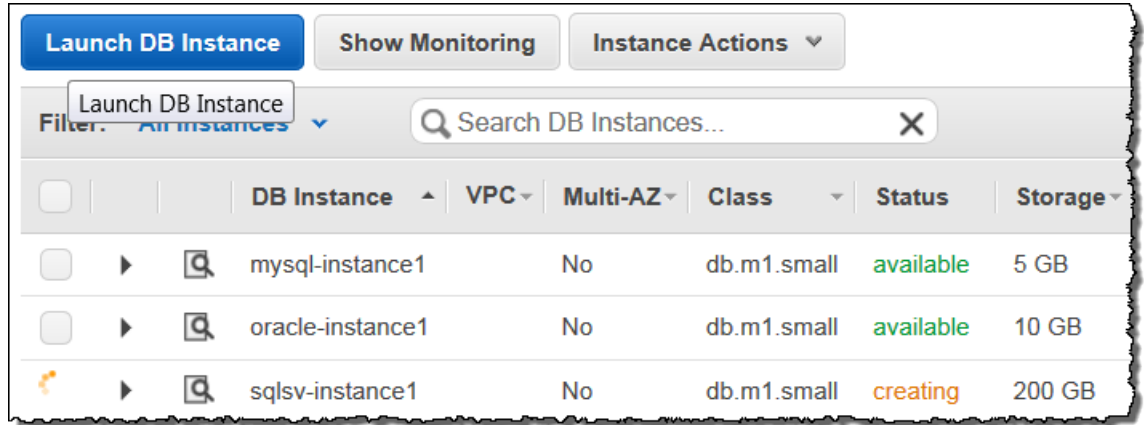 Launch DB Instance Show Monitoring Instance Actions
Launch DB Instance
Filter: All Instances Search DB Instances...
DB Instance VPC Multi-AZ Class Status Storage
mysql-instance1 No db.m1.small available 5 GB
oracle-instance1 No db.m1.small available 10 GB
sqlsv-instance1 No db.m1.small creating 200 GB